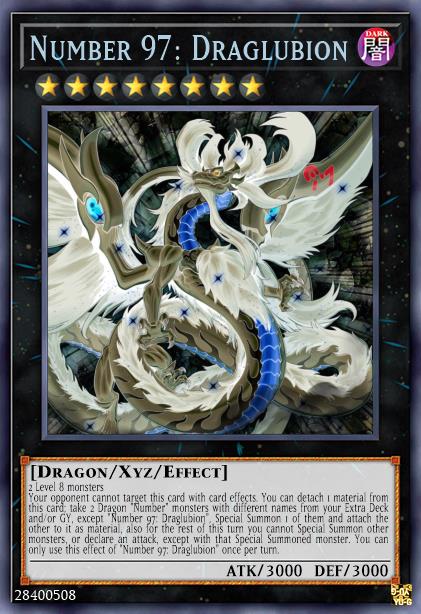 Number 97: Draglubion
DARK
闇
97
[Dragon/Xyz/Effect]
2 Level 8 monsters
Your opponent cannot target this card with card effects. You can detach 1 material from
this card; take 2 Dragon "Number" monsters with different names from your Extra Deck
and/or GY, except "Number 97: Draglubion", Special Summon 1 of them and attach the
other to it as material, also for the rest of this turn you cannot Special Summon other
monsters, or declare an attack, except with that Special Summoned monster. You can
only use this effect of "Number 97: Draglubion" once per turn.
ATK/3000 DEF/3000
28400508